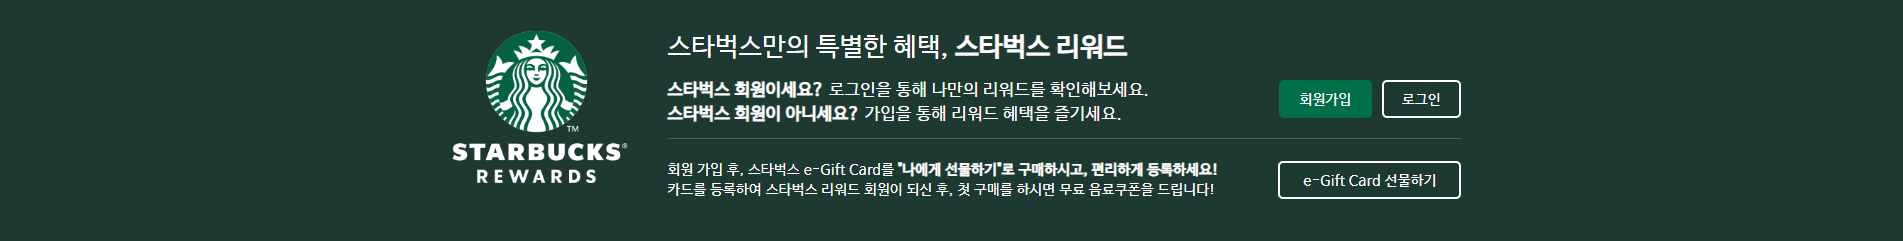 스타벅스만의 특별한 혜택, 스타벅스 리워드
스타벅스 회원이세요? 로그인을 통해 나만의 리워드를 확인해보세요.
스타벅스 회원이 아니세요? 가입을 통해 리워드 혜택을 즐기세요.
회원가입
로그인
TM
STARBUCKS®
REWARDS
회원 가입 후, 스타벅스 e-Gift Card를 "나에게 선물하기"로 구매하시고, 편리하게 등록하세요!
카드를 등록하여 스타벅스 리워드 회원이 되신 후, 첫 구매를 하시면 무료 음료쿠폰을 드립니다!
e-Gift Card 선물하기